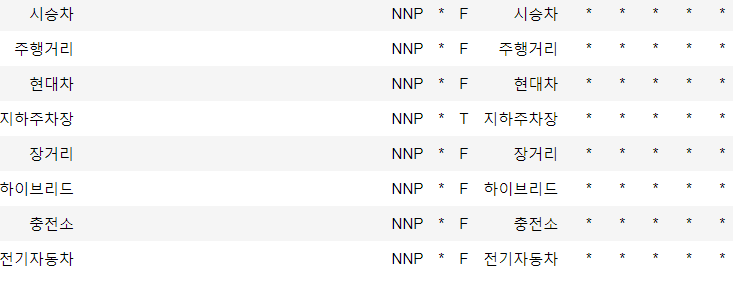 시승차 NNP * F 시승차 * * * * *
주행거리 NNP * F 주행거리 * * * * *
현대차 NNP * F 현대차 * * * * *
지하주차장 NNP * T 지하주차장 * * * * *
장거리 NNP * F 장거리 * * * * *
하이브리드 NNP * F 하이브리드 * * * * *
충전소 NNP * F 충전소 * * * * *
전기자동차 NNP * F 전기자동차 * * * * *